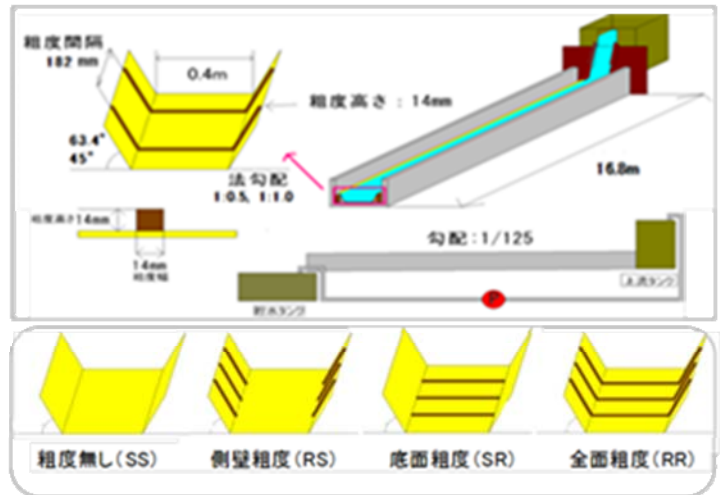 粗度間隔
182 mm
0.4m
粗度高さ：14mm
63.4°
45°
法勾配
1:0.5, 1:1.0
16.8m
粗度高さ14mm
14mm
粗度幅
勾配：1/125
上流タンク
貯水タンク
P
粗度無し(SS)
側壁粗度(RS)
底面粗度(SR)
全面粗度(RR)